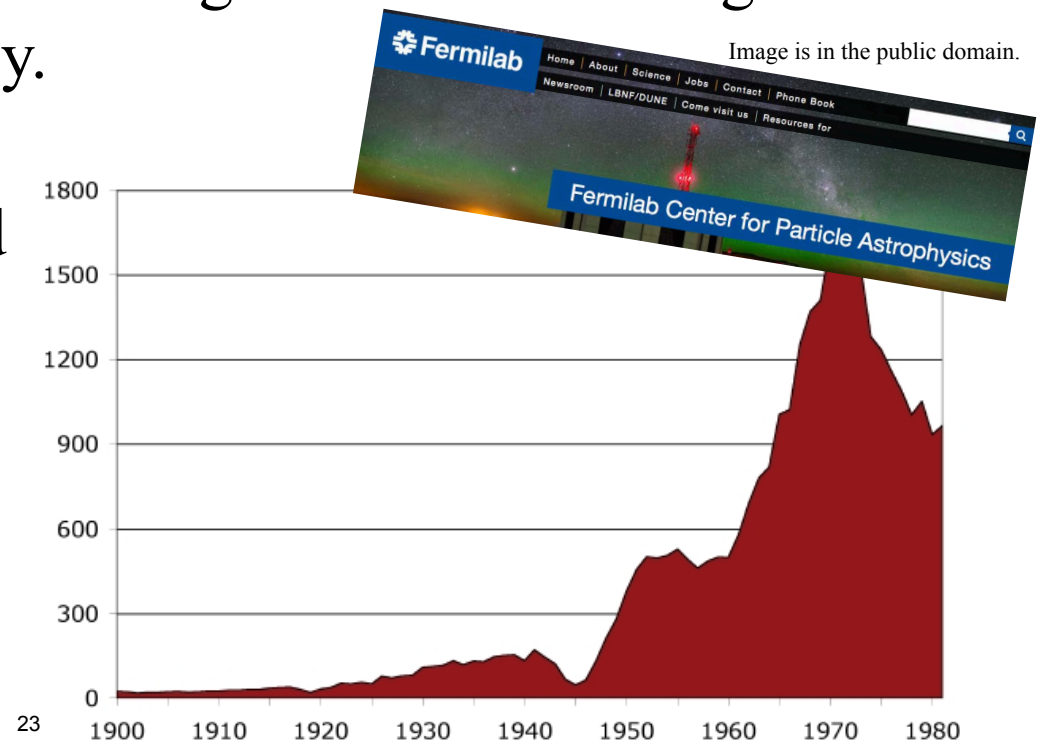 y.
Image is in the public domain.
Fermilab
Home | About | Science | Jobs | Contact | Phone Book
Newsroom | LBNF/DUNE | Come visit us | Resources for
Fermilab Center for Particle Astrophysics
1800
1500
1200
900
600
300
0
1900 1910 1920 1930 1940 1950 1960 1970 1980
23